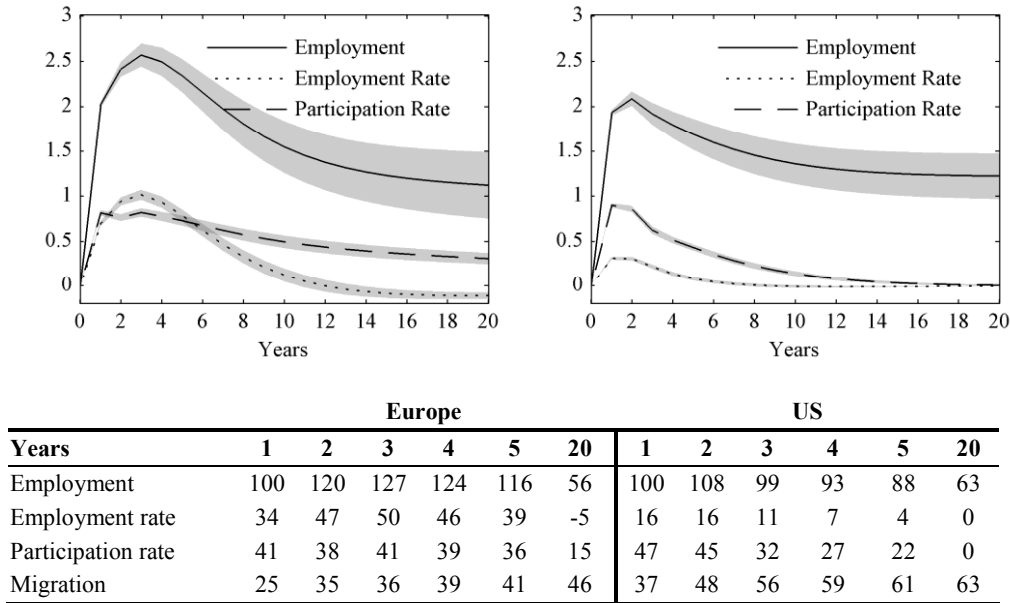 3
2.5
2
1.5
1
0.5
0
Employment
Employment Rate
Participation Rate
0 2 4 6 8 10 12 14 16 18 20
Years
3
2.5
2
1.5
1
0.5
0
Employment
Employment Rate
Participation Rate
0 2 4 6 8 10 12 14 16 18 20
Years
Europe US
Years 1 2 3 4 5 20 1 2 3 4 5 20
Employment 100 120 127 124 116 56 100 108 99 93 88 63
Employment rate 34 47 50 46 39 -5 16 16 11 7 4 0
Participation rate 41 38 41 39 36 15 47 45 32 27 22 0
Migration 25 35 36 39 41 46 37 48 56 59 61 63